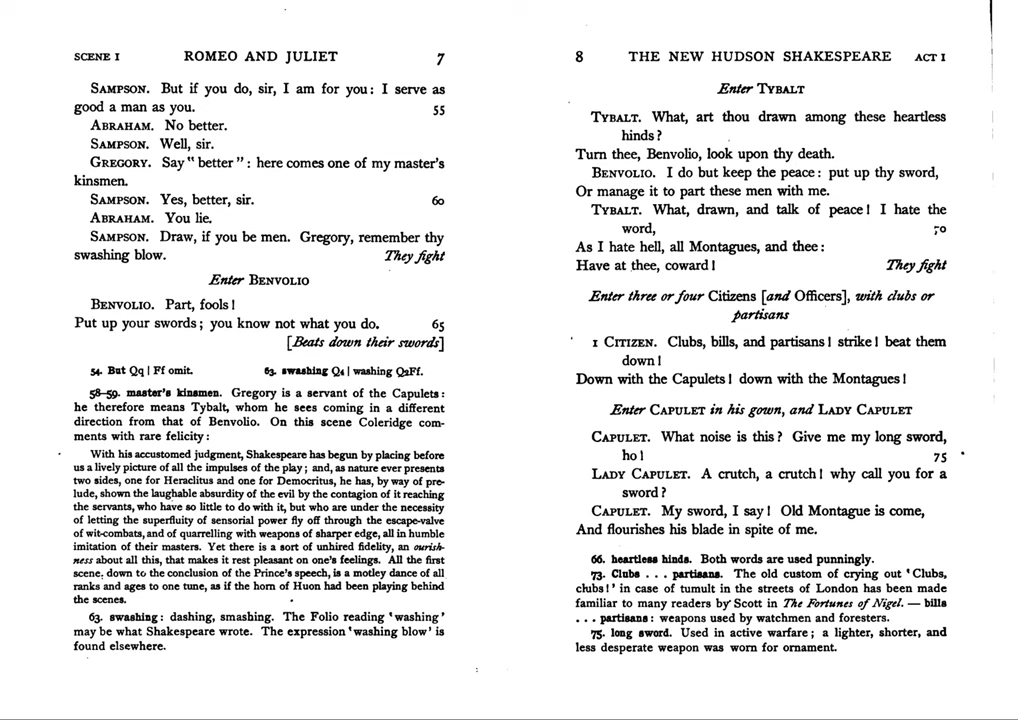 SCENE I ROMEO AND JULIET 7
SAMPSON. But if you do, sir, I am for you: I serve as
good a man as you. 55
ABRAHAM. No better.
SAMPSON. Well, sir.
GREGORY. Say "better": here comes one of my master's
kinsmen.
SAMPSON. Yes, better, sir. 60
ABRAHAM. You lie.
SAMPSON. Draw, if you be men. Gregory, remember thy
swashing blow. They fight
Enter BENVOLIO
BENVOLIO. Part, fools!
Put up your swords; you know not what you do. 65
[Beats down their swords]
54. But Qq | Ff omit. 63. swashing Q4 | washing Q2Ff.
58–59. master's kinsmen. Gregory is a servant of the Capulets:
he therefore means Tybalt, whom he sees coming in a different
direction from that of Benvolio. On this scene Coleridge com-
ments with rare felicity:
With his accustomed judgment, Shakespeare has begun by placing before
us a lively picture of all the impulses of the play; and, as nature ever presents
two sides, one for Heraclitus and one for Democritus, he has, by way of pre-
lude, shown the laughable absurdity of the evil by the contagion of it reaching
the servants, who have so little to do with it, but who are under the necessity
of letting the superfluity of sensorial power fly off through the escape-valve
of wit-combats, and of quarrelling with weapons of sharper edge, all in humble
imitation of their masters. Yet there is a sort of unhired fidelity, an ourish-
ness about all this, that makes it rest pleasant on one's feelings. All the first
scene, down to the conclusion of the Prince's speech, is a motley dance of all
ranks and ages to one tune, as if the horn of Huon had been playing behind
the scenes.
63. swashing: dashing, smashing. The Folio reading 'washing'
may be what Shakespeare wrote. The expression 'washing blow' is
found elsewhere.
8 THE NEW HUDSON SHAKESPEARE ACT I
Enter TYBALT
TYBALT. What, art thou drawn among these heartless
hinds?
Turn thee, Benvolio, look upon thy death.
BENVOLIO. I do but keep the peace: put up thy sword,
Or manage it to part these men with me.
TYBALT. What, drawn, and talk of peace! I hate the
word, 70
As I hate hell, all Montagues, and thee:
Have at thee, coward! They fight
Enter three or four Citizens [and Officers], with clubs or
partisans
1 CITIZEN. Clubs, bills, and partisans! strike! beat them
down!
Down with the Capulets! down with the Montagues!
Enter CAPULET in his gown, and LADY CAPULET
CAPULET. What noise is this? Give me my long sword,
ho! 75
LADY CAPULET. A crutch, a crutch! why call you for a
sword?
CAPULET. My sword, I say! Old Montague is come,
And flourishes his blade in spite of me.
66. heartless hinds. Both words are used punningly.
73. Clubs . . . partisans. The old custom of crying out 'Clubs,
clubs!' in case of tumult in the streets of London has been made
familiar to many readers by Scott in The Fortunes of Nigel. — bills
. . . partisans: weapons used by watchmen and foresters.
75. long sword. Used in active warfare; a lighter, shorter, and
less desperate weapon was worn for ornament.